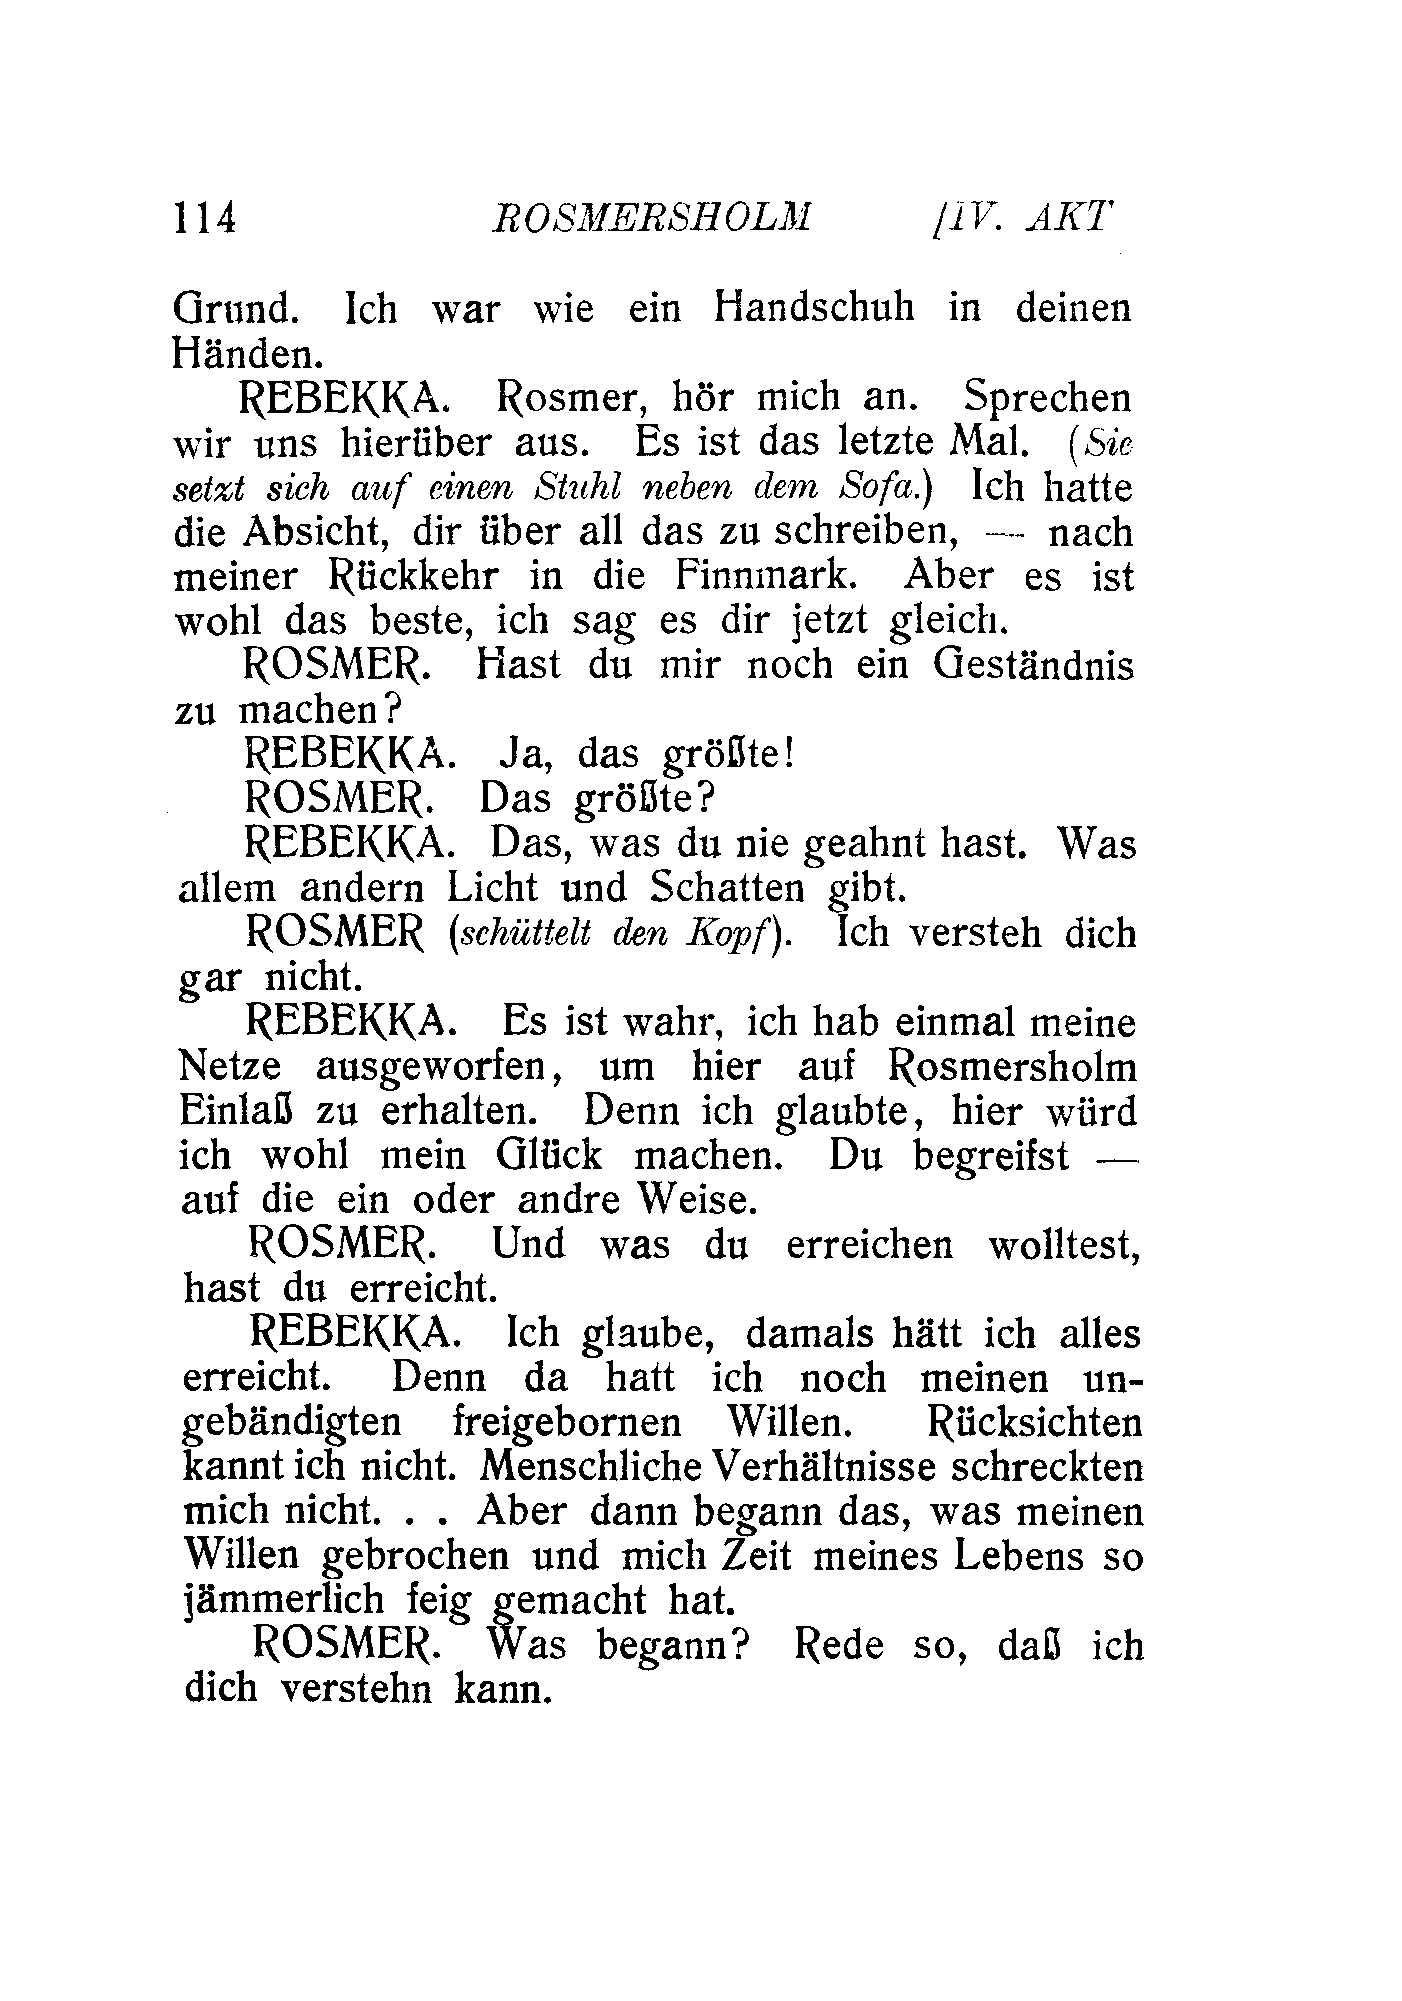 114 ROSMERSHOLM [IV. AKT
Grund. Ich war wie ein Handschuh in deinen
Händen.
REBEKKA. Rosmer, hör mich an. Sprechen
wir uns hierüber aus. Es ist das letzte Mal. (Sie
setzt sich auf einen Stuhl neben dem Sofa.) Ich hatte
die Absicht, dir über all das zu schreiben, — nach
meiner Rückkehr in die Finnmark. Aber es ist
wohl das beste, ich sag es dir jetzt gleich.
ROSMER. Hast du mir noch ein Geständnis
zu machen?
REBEKKA. Ja, das größte!
ROSMER. Das größte?
REBEKKA. Das, was du nie geahnt hast. Was
allem andern Licht und Schatten gibt.
ROSMER (schüttelt den Kopf). Ich versteh dich
gar nicht.
REBEKKA. Es ist wahr, ich hab einmal meine
Netze ausgeworfen, um hier auf Rosmersholm
Einlaß zu erhalten. Denn ich glaubte, hier würd
ich wohl mein Glück machen. Du begreifst —
auf die ein oder andre Weise.
ROSMER. Und was du erreichen wolltest,
hast du erreicht.
REBEKKA. Ich glaube, damals hätt ich alles
erreicht. Denn da hatt ich noch meinen un-
gebändigten freigebornen Willen. Rücksichten
kannt ich nicht. Menschliche Verhältnisse schreckten
mich nicht. . . Aber dann begann das, was meinen
Willen gebrochen und mich Zeit meines Lebens so
jämmerlich feig gemacht hat.
ROSMER. Was begann? Rede so, daß ich
dich verstehn kann.